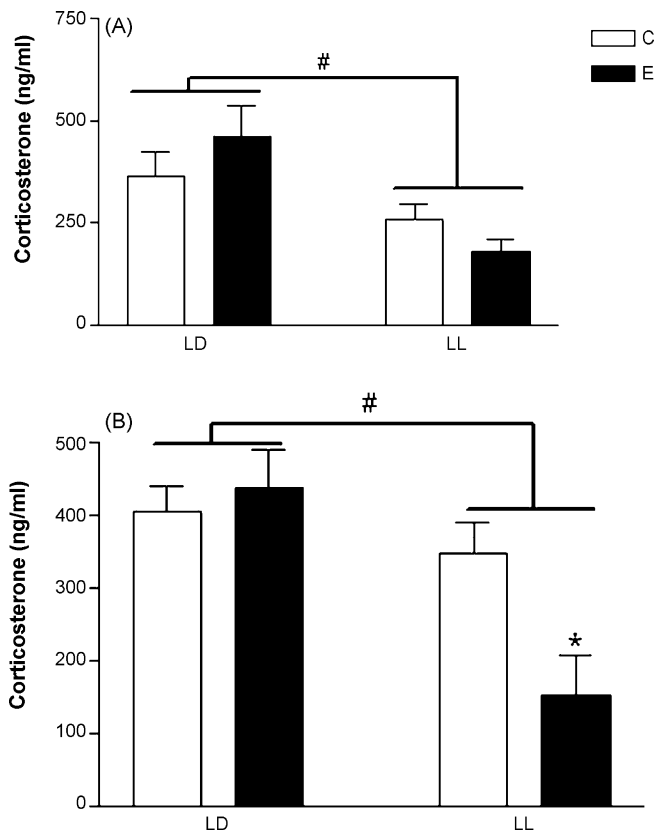 (A)
750
500
250
0
Corticosterone (ng/ml)
#
C
E
LD
LL
(B)
500
400
300
200
100
0
Corticosterone (ng/ml)
#
*
LD
LL